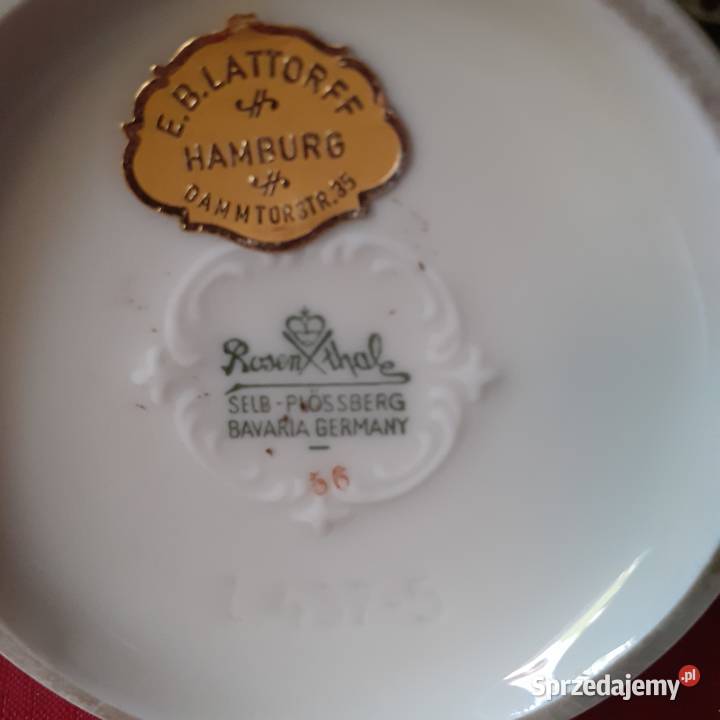 E.B.LATTORFF
HAMBURG
DAMMTORSTR.35
Rosenthal
SELB-PLÖSSBERG
BAVARIA GERMANY
56
Sprzedajemy.pl